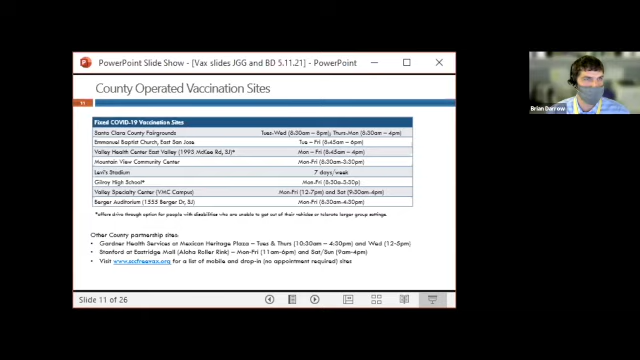 PowerPoint Slide Show - [Vax slides JGG and BD 5.11.21] - PowerPoint
County Operated Vaccination Sites
11
Fixed COVID-19 Vaccination Sites
Santa Clara County Fairgrounds Tues-Wed (8:30am – 8pm); Thurs-Mon (8:30am – 4pm)
Emmanuel Baptist Church, East San Jose Tue – Fri (8:45am – 6pm)
Valley Health Center East Valley (1993 McKee Rd, SJ)* Mon – Fri (8:45am – 4pm)
Mountain View Community Center Mon-Fri (8:30am-3:30pm)
Levi's Stadium 7 days/week
Gilroy High School* Mon-Fri (8:30a-3:30p)
Valley Specialty Center (VMC Campus) Mon-Fri (12-7pm) and Sat (9:30am-4pm)
Berger Auditorium (1555 Berger Dr, SJ) Mon-Fri (8:30am-4:30pm)
*offers drive through option for people with disabilities who are unable to get out of their vehicles or tolerate larger group settings.
Other County partnership sites:
• Gardner Health Services at Mexican Heritage Plaza – Tues & Thurs (10:30am – 4:30pm) and Wed (12-5pm)
• Stanford at Eastridge Mall (Aloha Roller Rink) – Mon-Fri (11am-6pm) and Sat/Sun (9am-4pm)
• Visit www.sccfreevax.org for a list of mobile and drop-in (no appointment required) sites
Slide 11 of 26
Brian Darrow